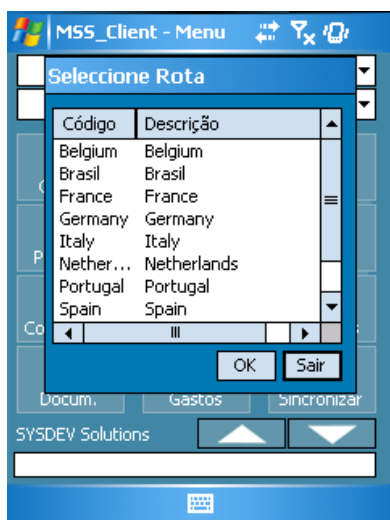 MSS_Client - Menu
Seleccione Rota
Código Descrição
Belgium Belgium
Brasil Brasil
France France
Germany Germany
Italy Italy
Nether... Netherlands
Portugal Portugal
Spain Spain
OK Sair
Docum. Gastos Sincronizar
SYSDEV Solutions